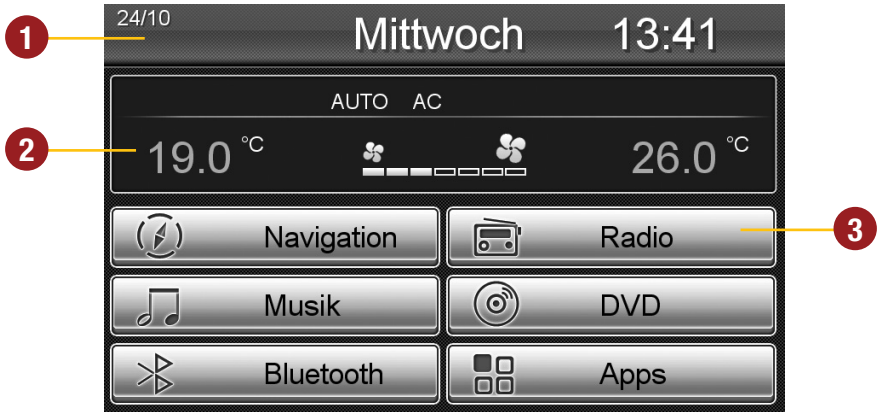 24/10 Mittwoch 13:41
1
AUTO AC
2
19.0 °C 26.0 °C
Navigation Radio
3
Musik DVD
Bluetooth Apps